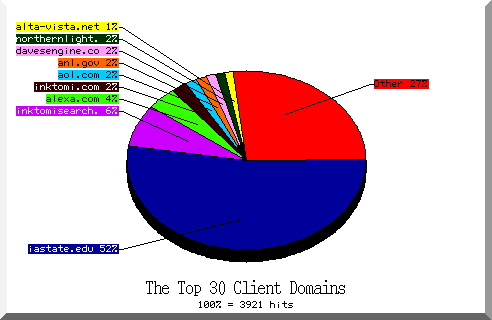 alta-vista.net 1%
northernlight. 2%
davesengine.co 2%
anl.gov 2%
aol.com 2%
inktomi.com 2%
alexa.com 4%
inktomisearch. 6%
Other 27%
iastate.edu 52%
The Top 30 Client Domains
100% = 3921 hits